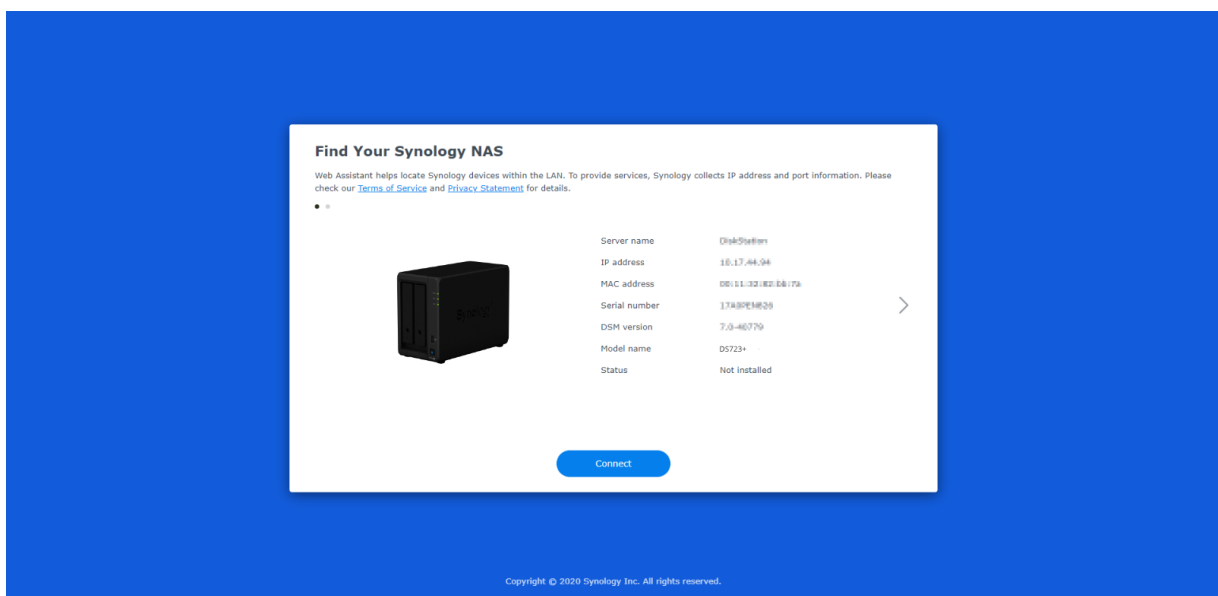 Find Your Synology NAS
Web Assistant helps locate Synology devices within the LAN. To provide services, Synology collects IP address and port information. Please
check our Terms of Service and Privacy Statement for details.
Server name DiskStation
IP address
MAC address
Serial number
DSM version
Model name DS723+
Status Not installed
Synology
Connect
Copyright © 2020 Synology Inc. All rights reserved.